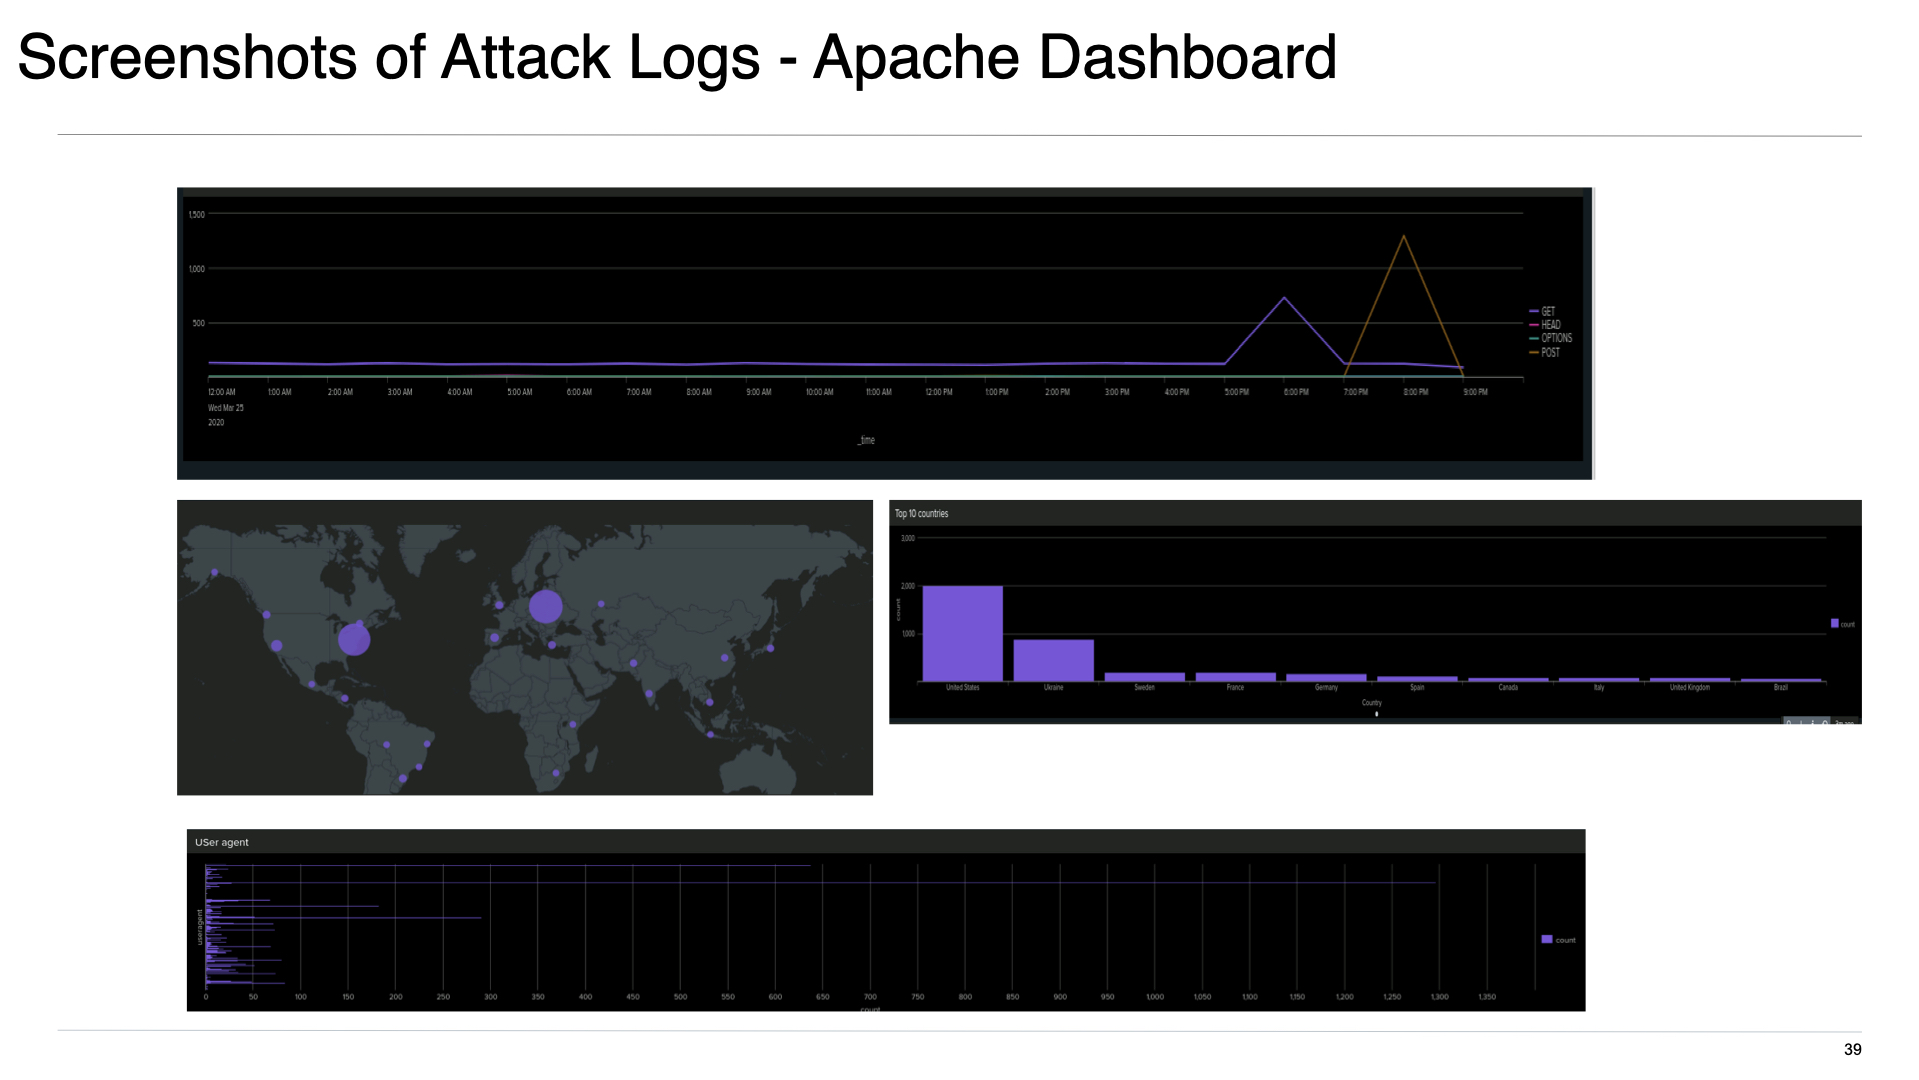 Screenshots of Attack Logs - Apache Dashboard
1,500
1,000
500
GET
HEAD
OPTIONS
POST
12:00 AM 1:00 AM 2:00 AM 3:00 AM 4:00 AM 5:00 AM 6:00 AM 7:00 AM 8:00 AM 9:00 AM 10:00 AM 11:00 AM 12:00 PM 1:00 PM 2:00 PM 3:00 PM 4:00 PM 5:00 PM 6:00 PM 7:00 PM 8:00 PM 9:00 PM
Wed Mar 25
2020
_time
Top 10 countries
3,000
2,000
1,000
count
count
United States Ukraine Sweden France Germany Spain Canada Italy United Kingdom Brazil
Country
USer agent
useragent
count
0 50 100 150 200 250 300 350 400 450 500 550 600 650 700 750 800 850 900 950 1,000 1,050 1,100 1,150 1,200 1,250 1,300 1,350
count
39